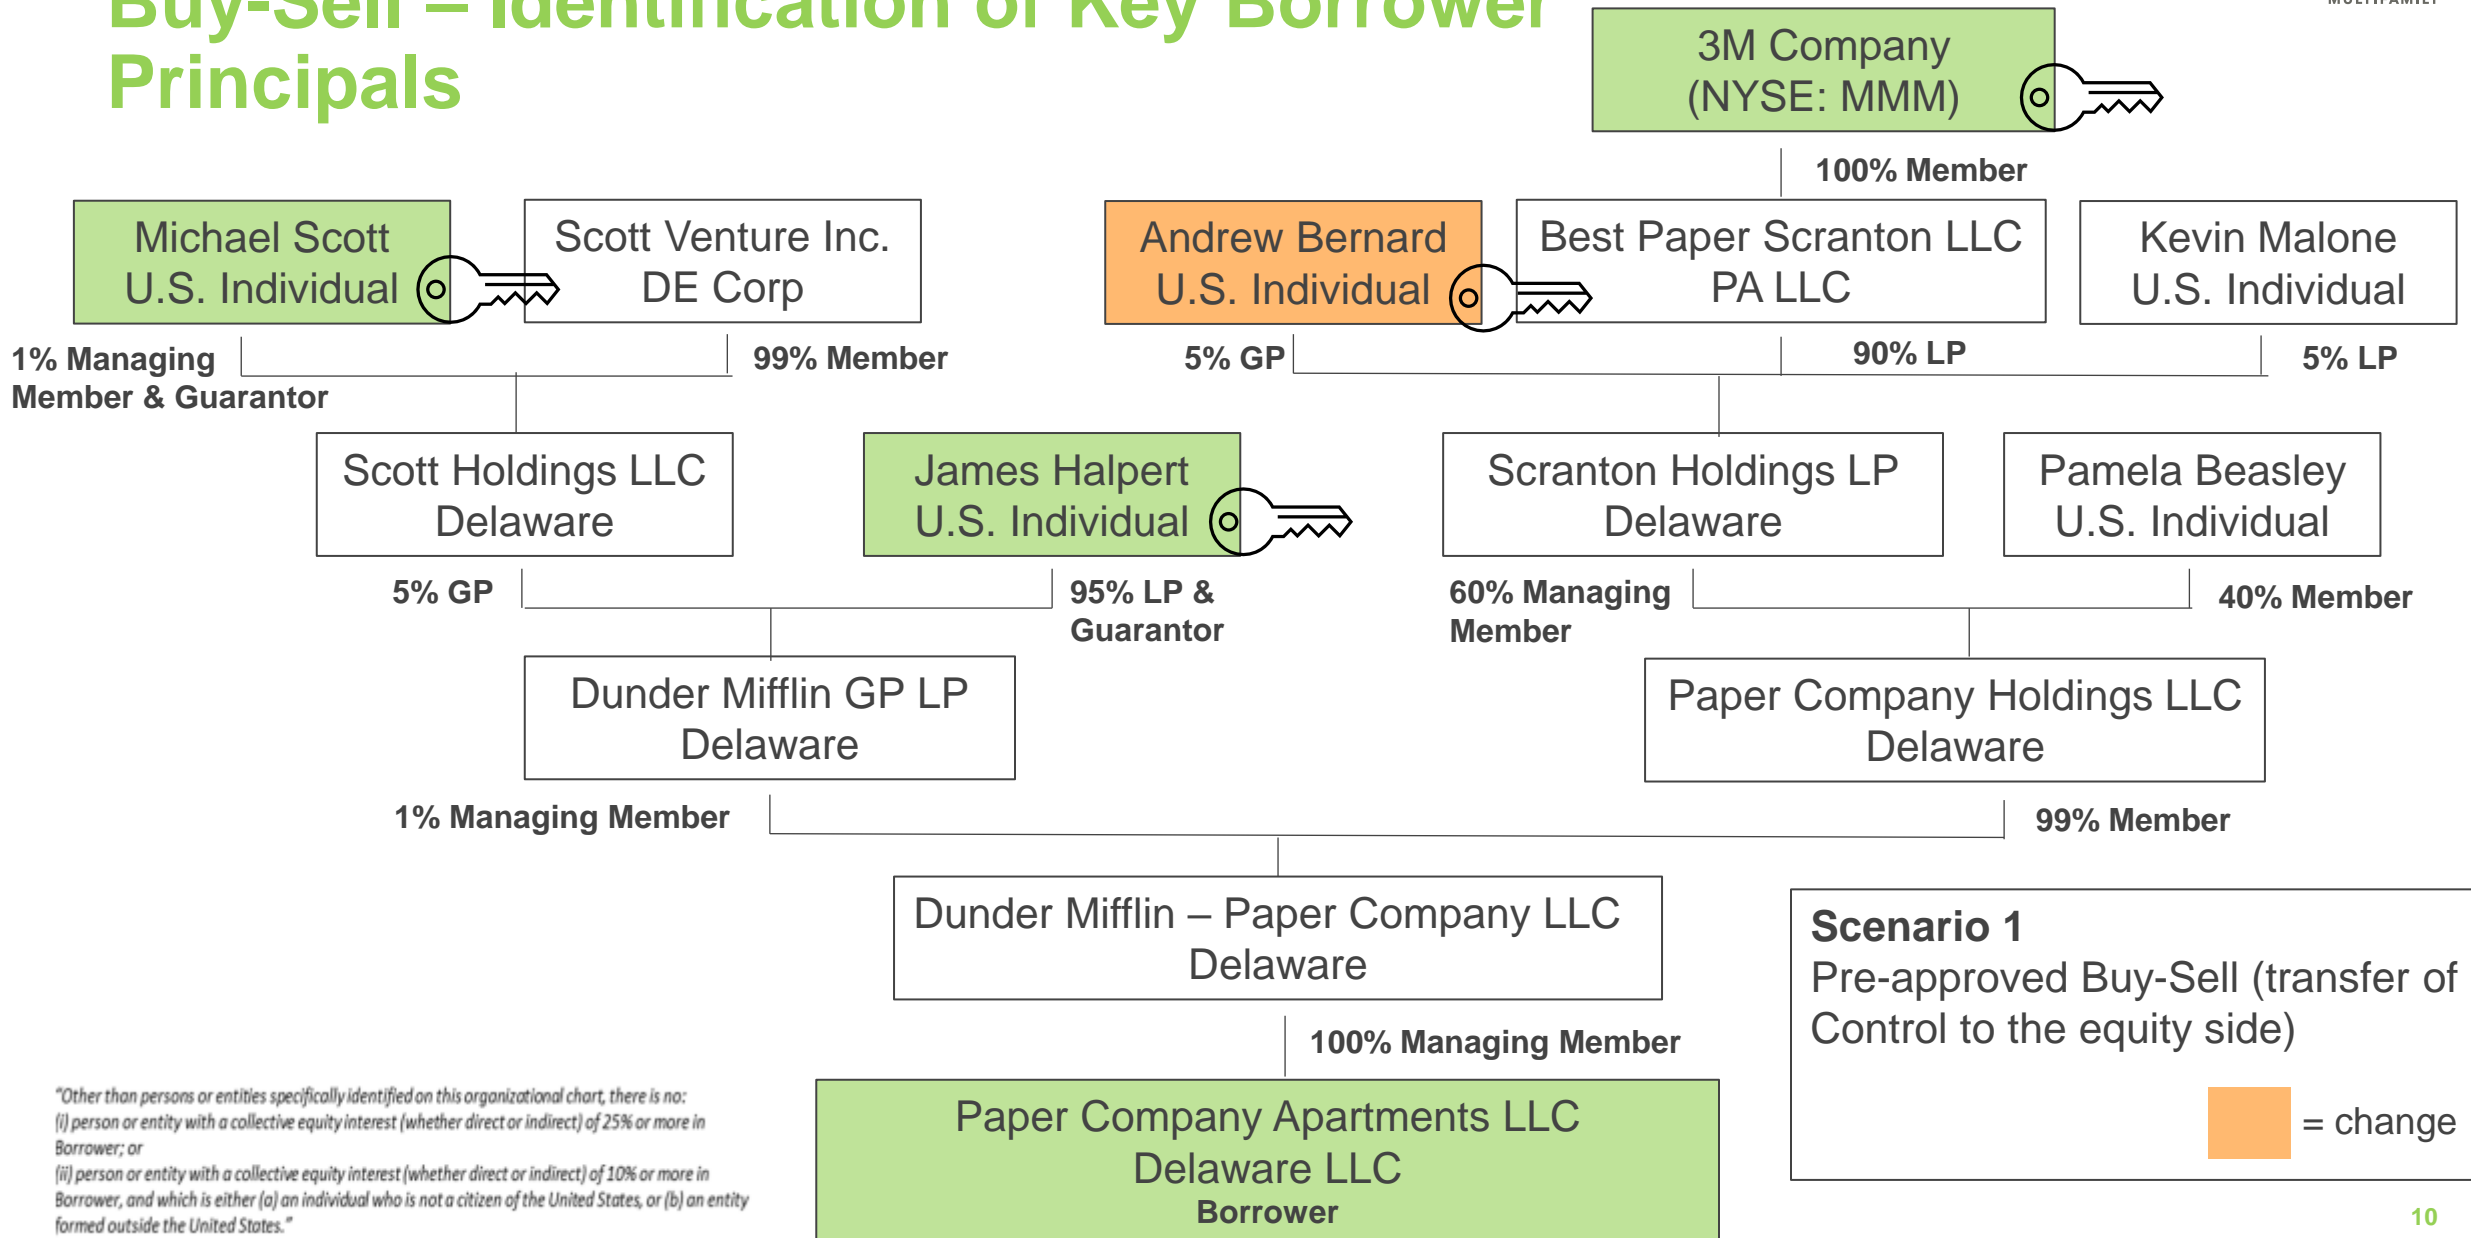 Buy-Sell – Identification of Key Borrower
Principals
MULTIFAMILY
3M Company
(NYSE: MMM)
100% Member
Michael Scott
U.S. Individual
Scott Venture Inc.
DE Corp
Andrew Bernard
U.S. Individual
Best Paper Scranton LLC
PA LLC
Kevin Malone
U.S. Individual
1% Managing
Member & Guarantor
99% Member
5% GP
90% LP
5% LP
Scott Holdings LLC
Delaware
James Halpert
U.S. Individual
Scranton Holdings LP
Delaware
Pamela Beasley
U.S. Individual
5% GP
95% LP &
Guarantor
60% Managing
Member
40% Member
Dunder Mifflin GP LP
Delaware
Paper Company Holdings LLC
Delaware
1% Managing Member
99% Member
Dunder Mifflin – Paper Company LLC
Delaware
100% Managing Member
Paper Company Apartments LLC
Delaware LLC
Borrower
Scenario 1
Pre-approved Buy-Sell (transfer of
Control to the equity side)
= change
"Other than persons or entities specifically identified on this organizational chart, there is no:
(i) person or entity with a collective equity interest (whether direct or indirect) of 25% or more in
Borrower; or
(ii) person or entity with a collective equity interest (whether direct or indirect) of 10% or more in
Borrower, and which is either (a) an individual who is not a citizen of the United States, or (b) an entity
formed outside the United States."
10